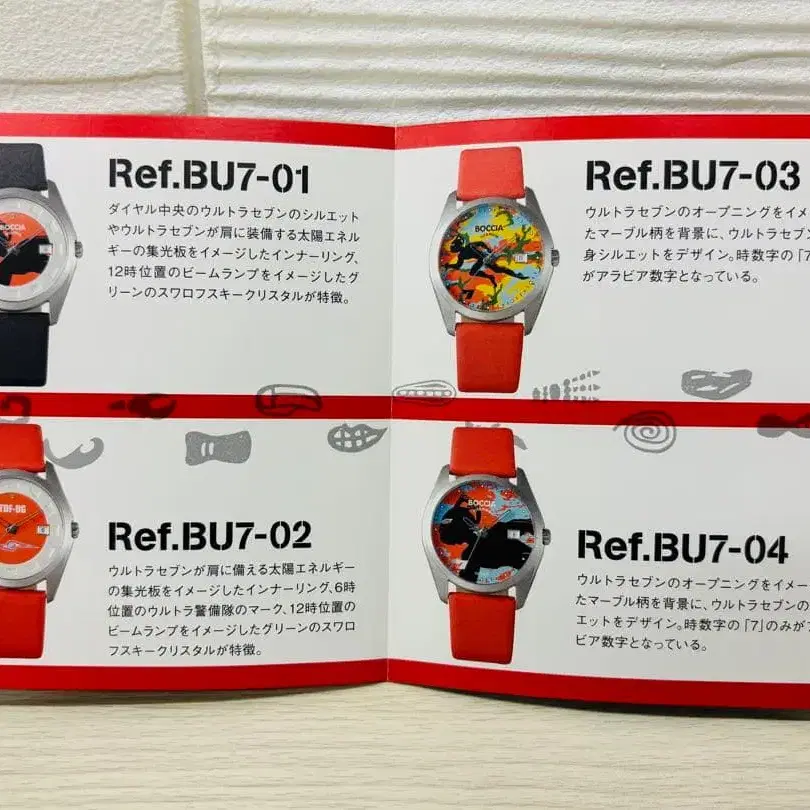 Ref.BU7-01
ダイヤル中央のウルトラセブンのシルエット
やウルトラセブンが肩に装備する太陽エネル
ギーの集光板をイメージしたインナーリング、
12時位置のビームランプをイメージしたグ
リーンのスワロフスキークリスタルが特徴。
TDF-06
Ref.BU7-02
ウルトラセブンが肩に備える太陽エネルギー
の集光板をイメージしたインナーリング、6時
位置のウルトラ警備隊のマーク、12時位置の
ビームランプをイメージしたグリーンのスワロ
フスキークリスタルが特徴。
BOCCIA
TITANIUM
Ref.BU7-03
ウルトラセブンのオープニングをイメー
たマーブル柄を背景に、ウルトラセブン
身シルエットをデザイン。時数字の「7
がアラビア数字となっている。
BOCCIA
Ref.BU7-04
ウルトラセブンのオープニングをイメー
たマーブル柄を背景に、ウルトラセブンの
エットをデザイン。時数字の「7」のみがア
ビア数字となっている。